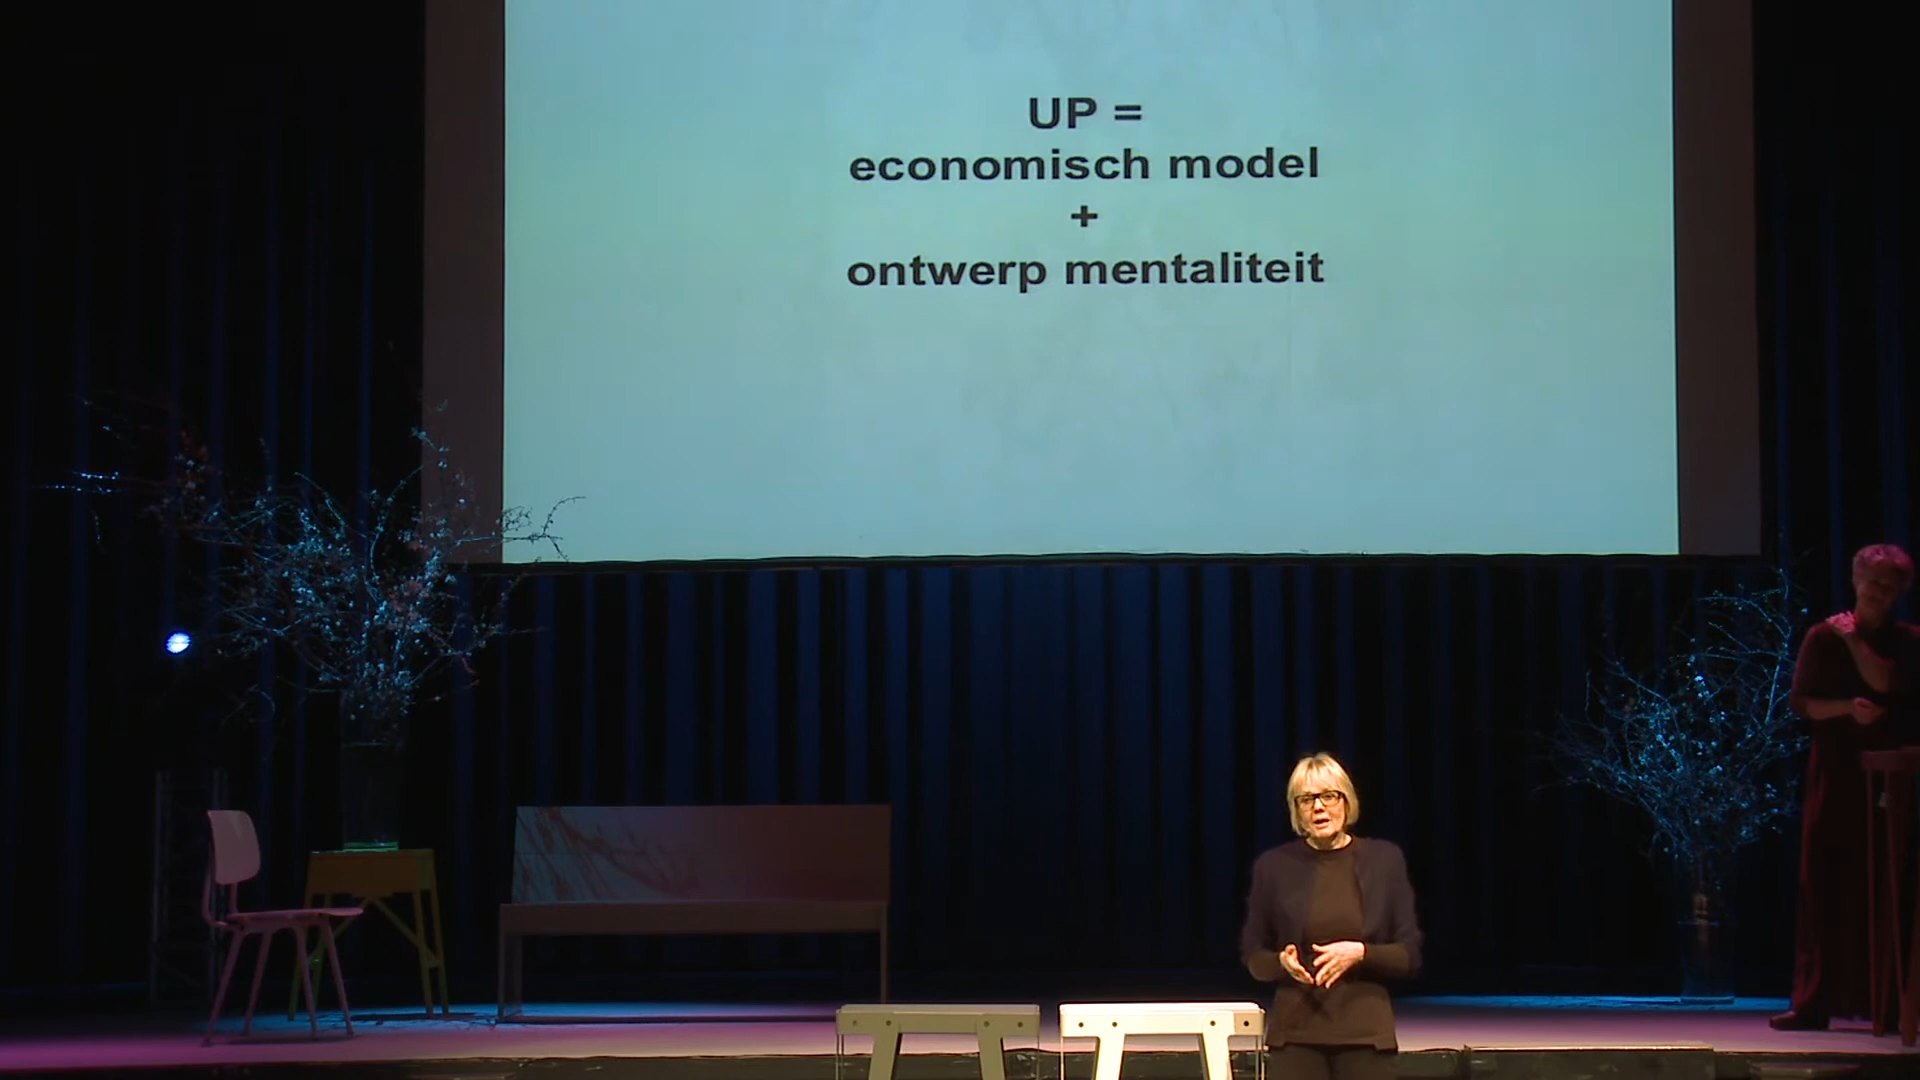 UP =
economisch model
+
ontwerp mentaliteit